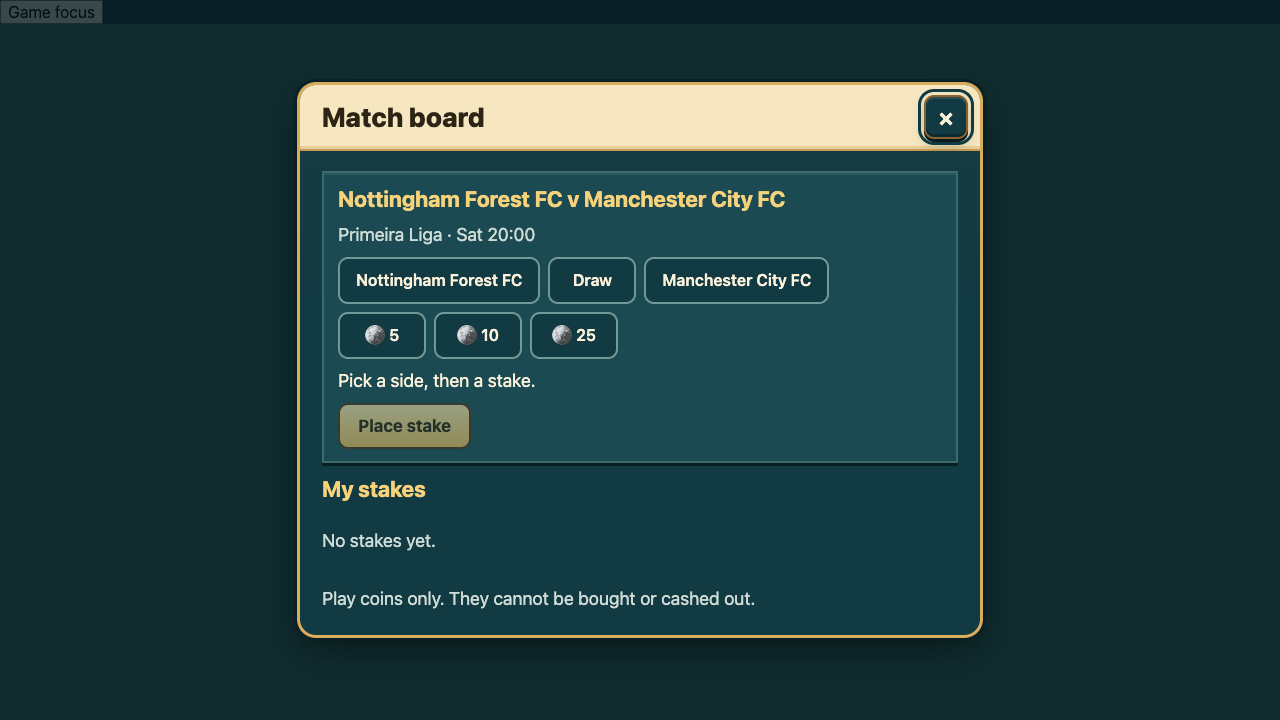 Game focus
Match board
×
Nottingham Forest FC v Manchester City FC
Primeira Liga · Sat 20:00
Nottingham Forest FC Draw Manchester City FC
5 10 25
Pick a side, then a stake.
Place stake
My stakes
No stakes yet.
Play coins only. They cannot be bought or cashed out.